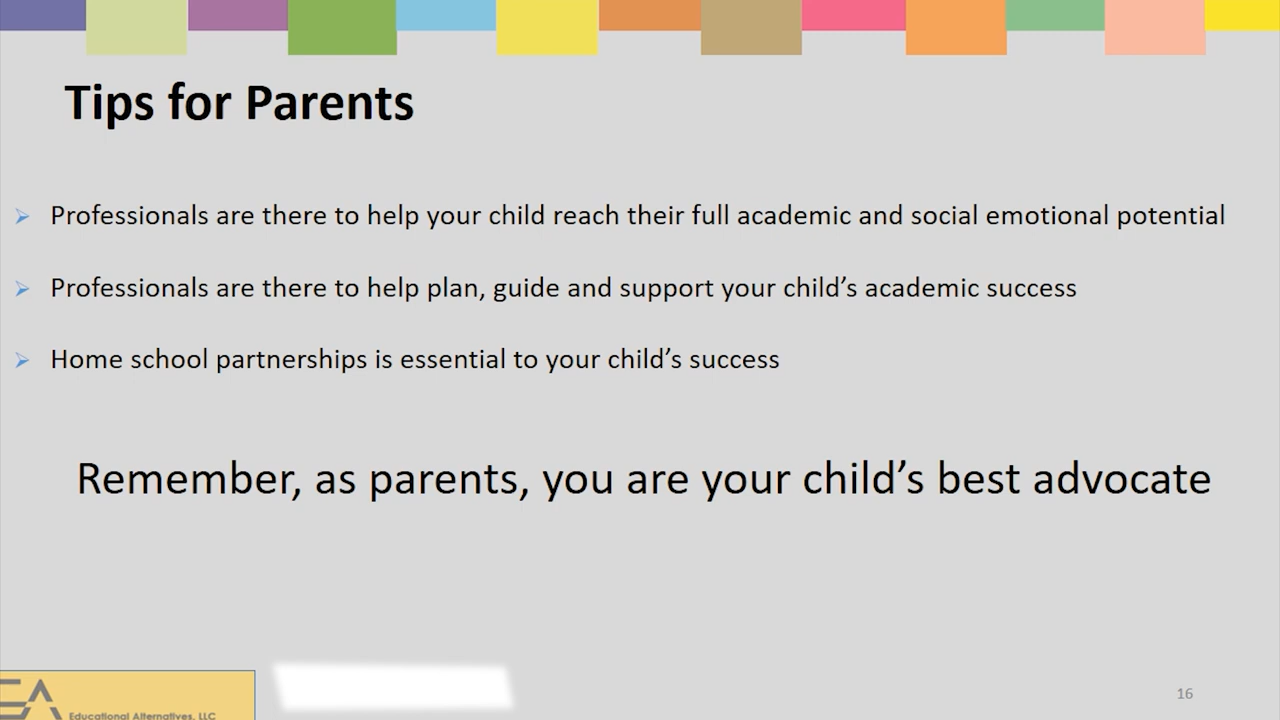 Tips for Parents
Professionals are there to help your child reach their full academic and social emotional potential
Professionals are there to help plan, guide and support your child’s academic success
Home school partnerships is essential to your child’s success
Remember, as parents, you are your child’s best advocate
EA
Educational Alternatives, LLC
16